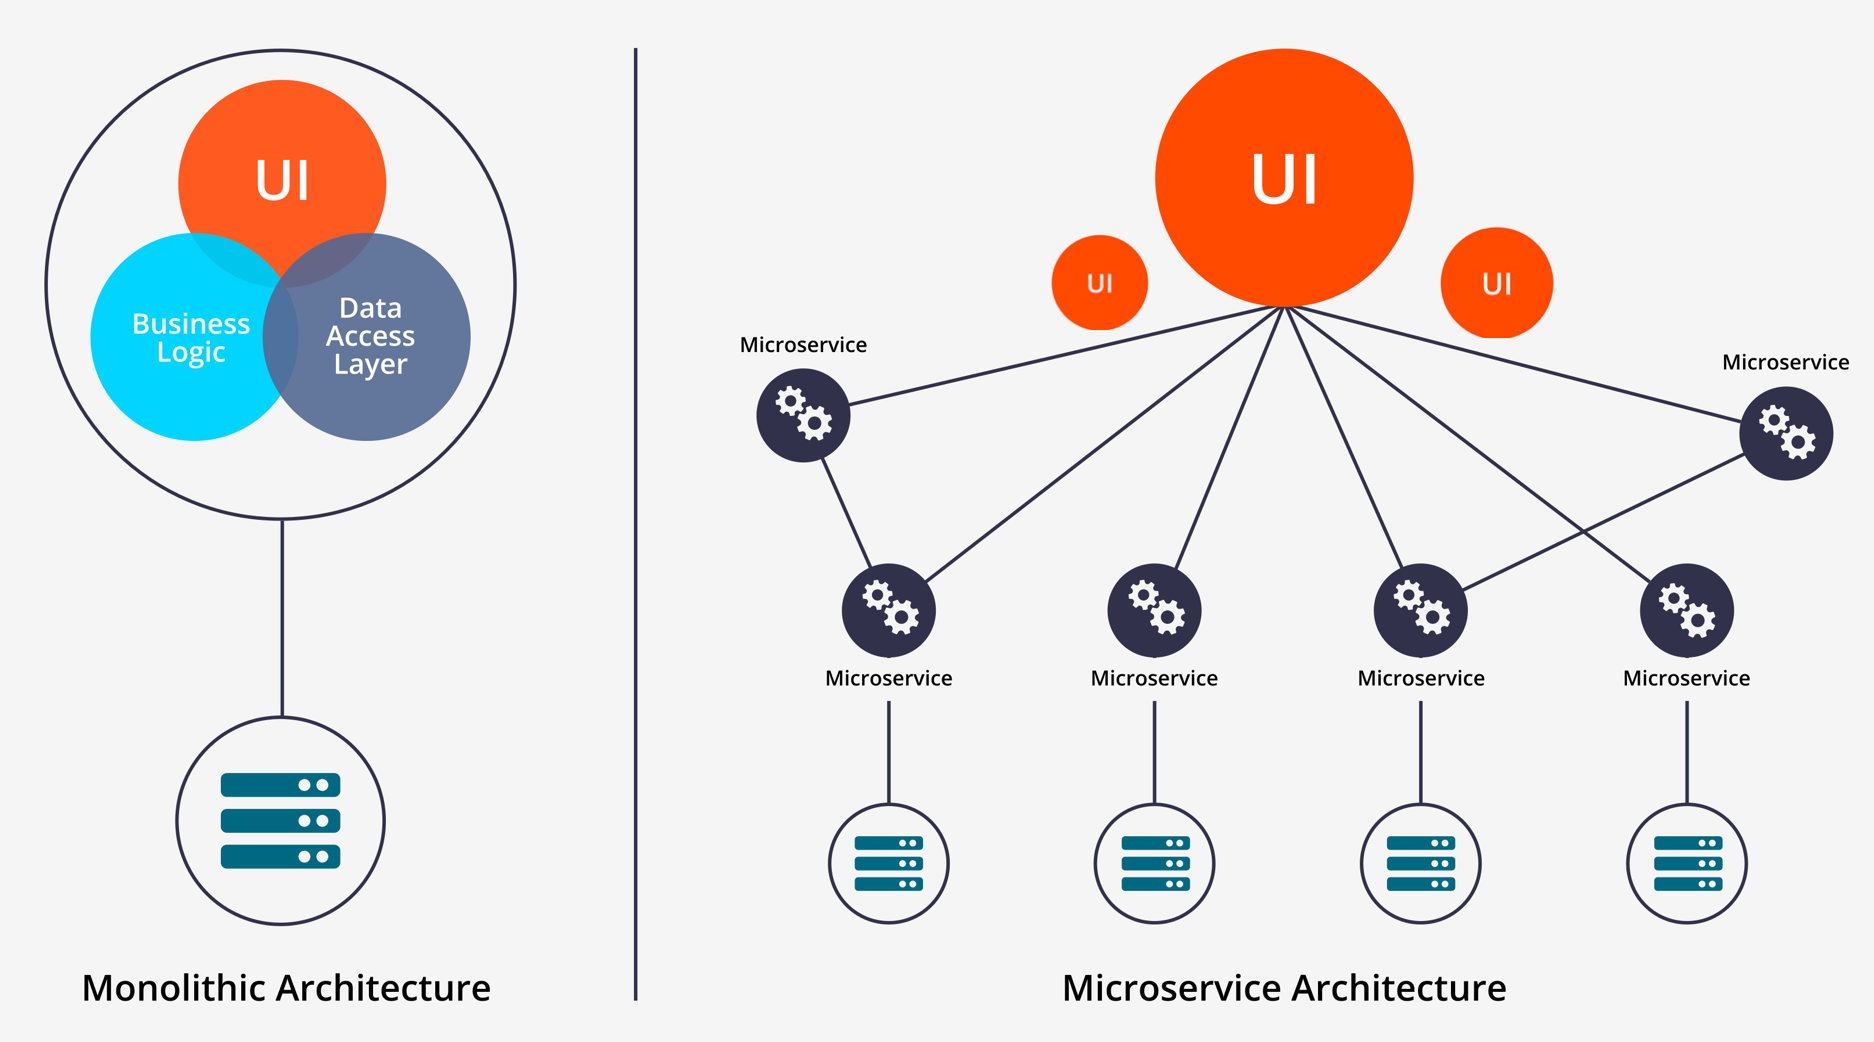 UI
Business
Logic
Data
Access
Layer
Monolithic Architecture
UI
UI
UI
Microservice
Microservice
Microservice
Microservice
Microservice
Microservice
Microservice Architecture